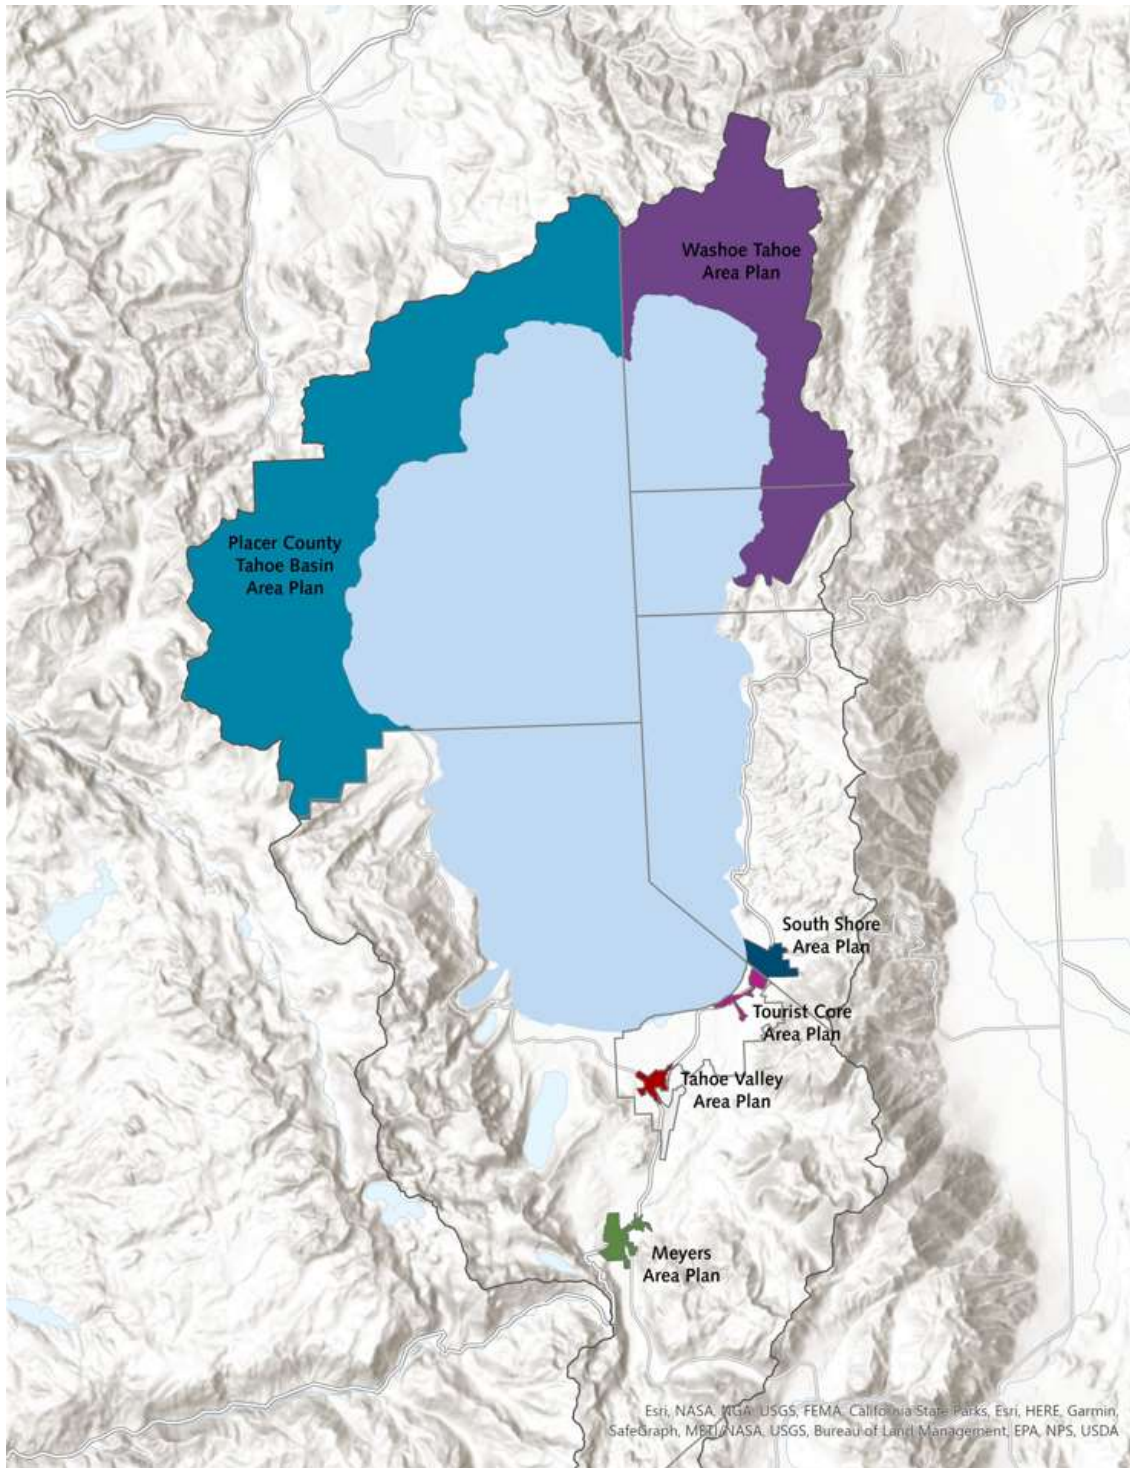 Washoe Tahoe
Area Plan
Placer County
Tahoe Basin
Area Plan
South Shore
Area Plan
Tourist Core
Area Plan
Tahoe Valley
Area Plan
Meyers
Area Plan
Esri, NASA, NGA, USGS, FEMA, California State Parks, Esri, HERE, Garmin,
SafeGraph, METI/NASA, USGS, Bureau of Land Management, EPA, NPS, USDA